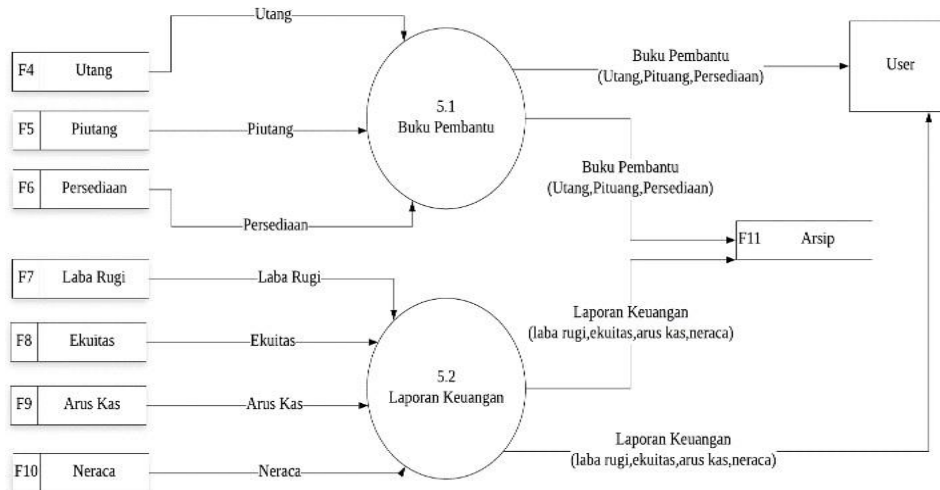 Utang
F4 Utang
Buku Pembantu
(Utang,Pituang,Persediaan)
User
5.1
Buku Pembantu
F5 Piutang
Piutang
Buku Pembantu
(Utang,Pituang,Persediaan)
F6 Persediaan
Persediaan
F11 Arsip
F7 Laba Rugi
Laba Rugi
Laporan Keuangan
(laba rugi,ekuitas,arus kas,neraca)
F8 Ekuitas
Ekuitas
5.2
Laporan Keuangan
F9 Arus Kas
Arus Kas
Laporan Keuangan
(laba rugi,ekuitas,arus kas,neraca)
F10 Neraca
Neraca